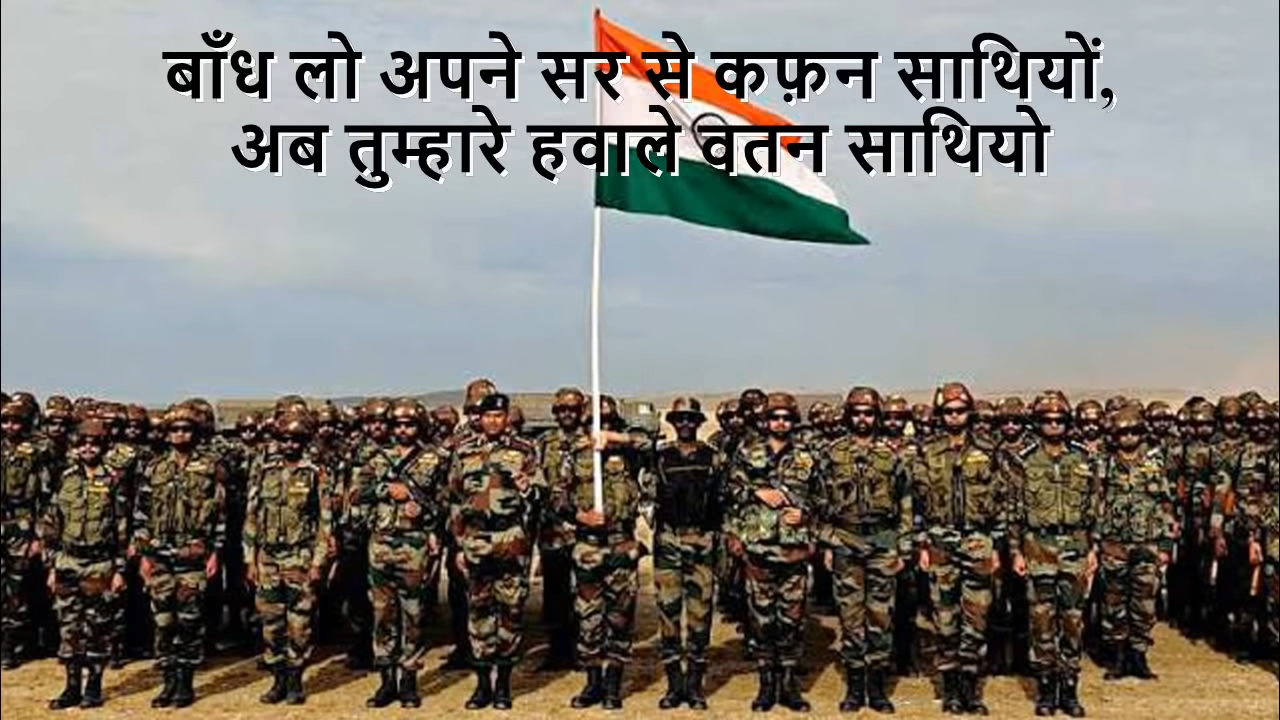 बाँध लो अपने सर से कफ़न साथियों,
अब तुम्हारे हवाले वतन साथियो